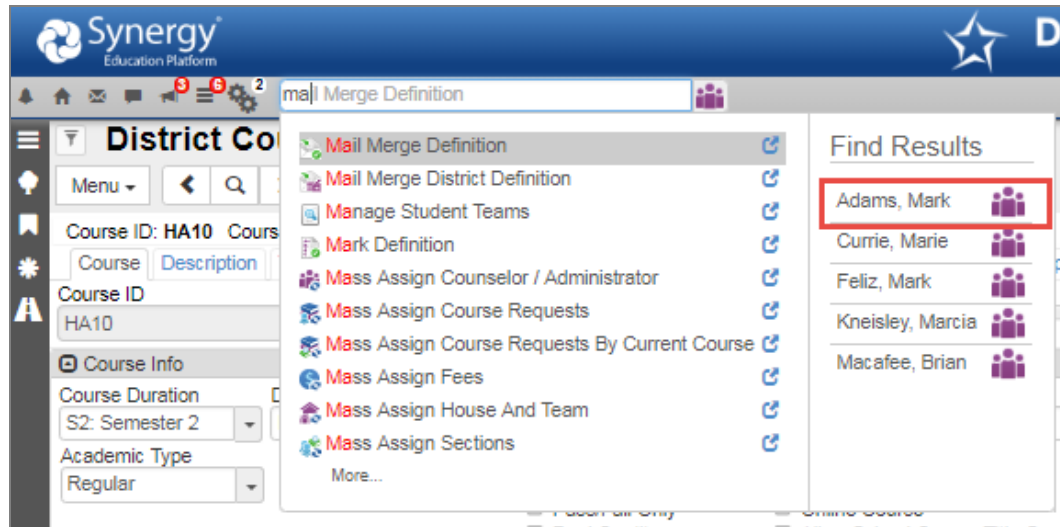 Synergy
Education Platform
D
3 6 2
mail Merge Definition
District Co
Menu
Course ID: HA10 Cours
Course Description
Course ID
HA10
Course Info
Course Duration
S2: Semester 2
Academic Type
Regular
Mail Merge Definition
Mail Merge District Definition
Manage Student Teams
Mark Definition
Mass Assign Counselor / Administrator
Mass Assign Course Requests
Mass Assign Course Requests By Current Course
Mass Assign Fees
Mass Assign House And Team
Mass Assign Sections
More...
Find Results
Adams, Mark
Currie, Marie
Feliz, Mark
Kneisley, Marcia
Macafee, Brian